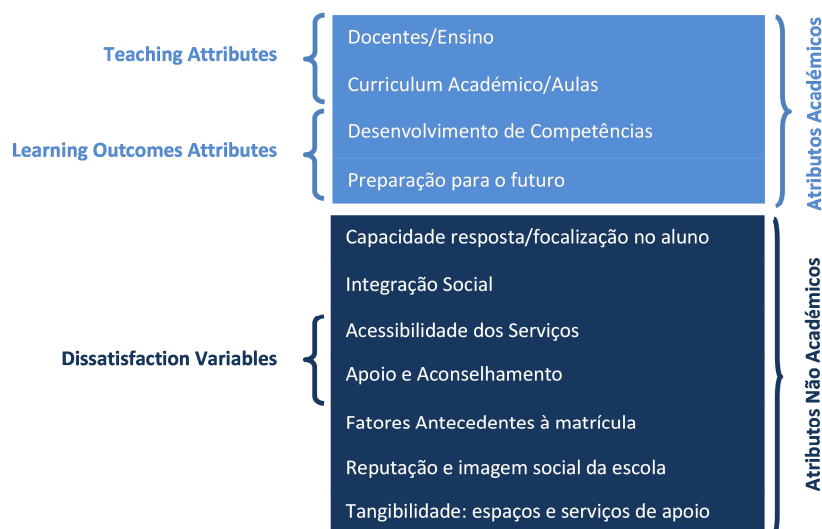 Teaching Attributes
Docentes/Ensino
Curriculum Académico/Aulas
Learning Outcomes Attributes
Desenvolvimento de Competências
Preparação para o futuro
Atributos Académicos
Capacidade resposta/focalização no aluno
Integração Social
Dissatisfaction Variables
Acessibilidade dos Serviços
Apoio e Aconselhamento
Fatores Antecedentes à matrícula
Reputação e imagem social da escola
Tangibilidade: espaços e serviços de apoio
Atributos Não Académicos